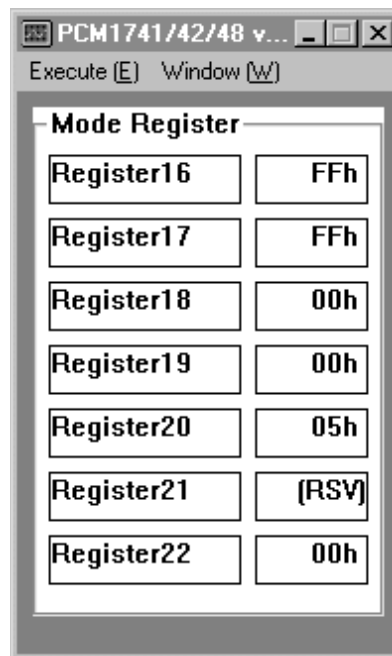 PCM1741/42/48 v...
Execute (E) Window (W)
Mode Register
Register16 FFh
Register17 FFh
Register18 00h
Register19 00h
Register20 05h
Register21 (RSV)
Register22 00h